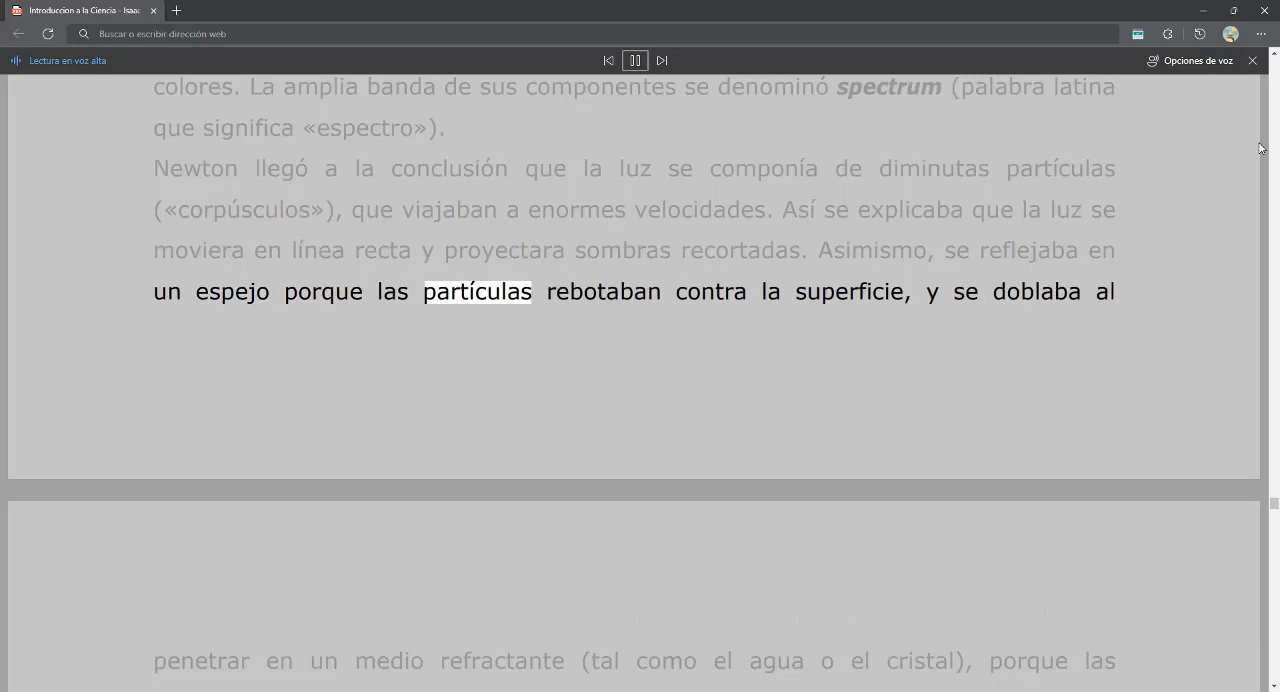 Introduccion a la Ciencia - Isaac
Buscar o escribir dirección web
Lectura en voz alta
Opciones de voz
colores. La amplia banda de sus componentes se denominó spectrum (palabra latina
que significa «espectro»).
Newton llegó a la conclusión que la luz se componía de diminutas partículas
(«corpúsculos»), que viajaban a enormes velocidades. Así se explicaba que la luz se
moviera en línea recta y proyectara sombras recortadas. Asimismo, se reflejaba en
un espejo porque las partículas rebotaban contra la superficie, y se doblaba al
penetrar en un medio refractante (tal como el agua o el cristal), porque las